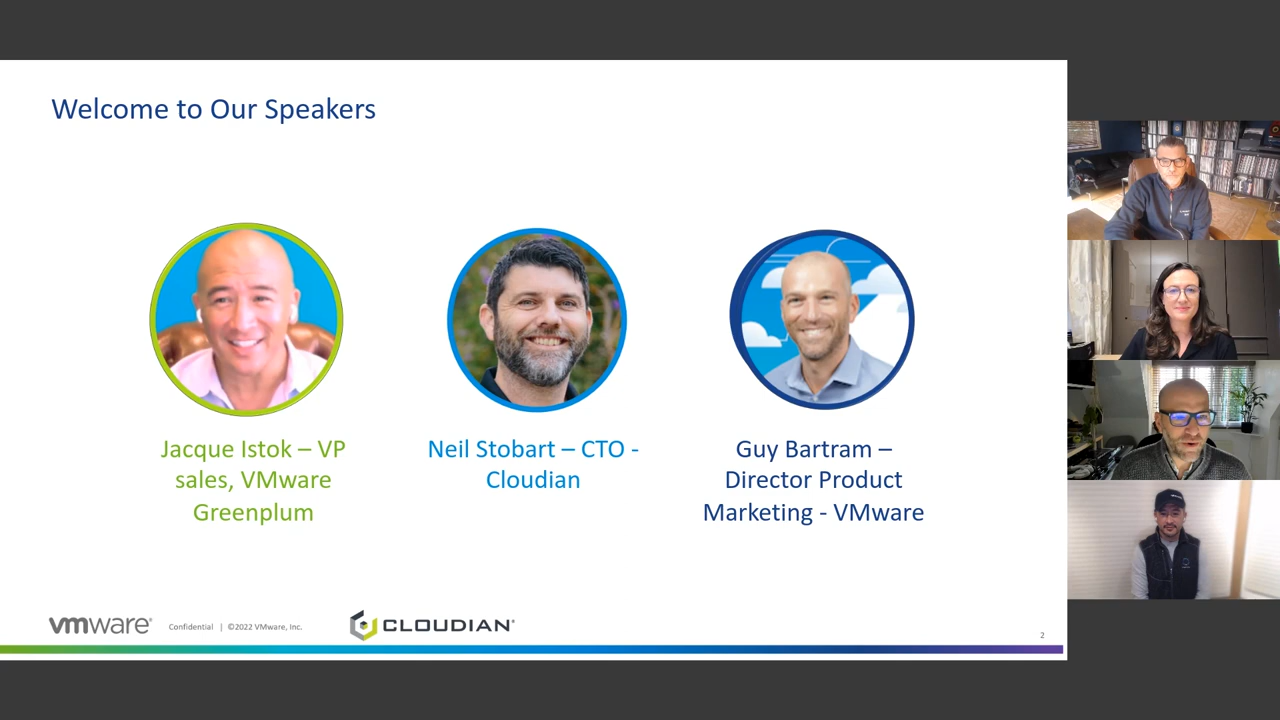 Welcome to Our Speakers
Jacque Istok – VP
sales, VMware
Greenplum
Neil Stobart – CTO -
Cloudian
Guy Bartram –
Director Product
Marketing - VMware
vmware® Confidential | ©2022 VMware, Inc. CLOUDIAN®
2